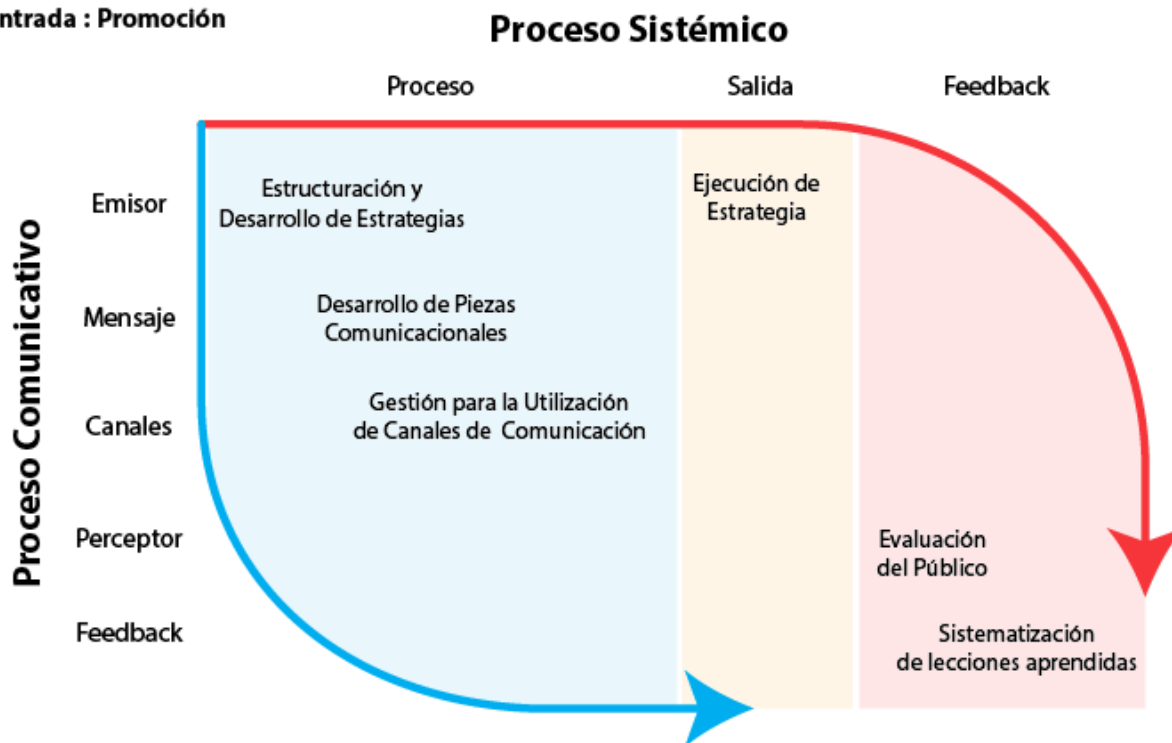 ntrada : Promoción
Proceso Sistémico
Proceso Salida Feedback
Proceso Comunicativo
Emisor
Estructuración y
Desarrollo de Estrategias
Ejecución de
Estrategia
Mensaje
Desarrollo de Piezas
Comunicacionales
Canales
Gestión para la Utilización
de Canales de Comunicación
Perceptor
Evaluación
del Público
Feedback
Sistematización
de lecciones aprendidas